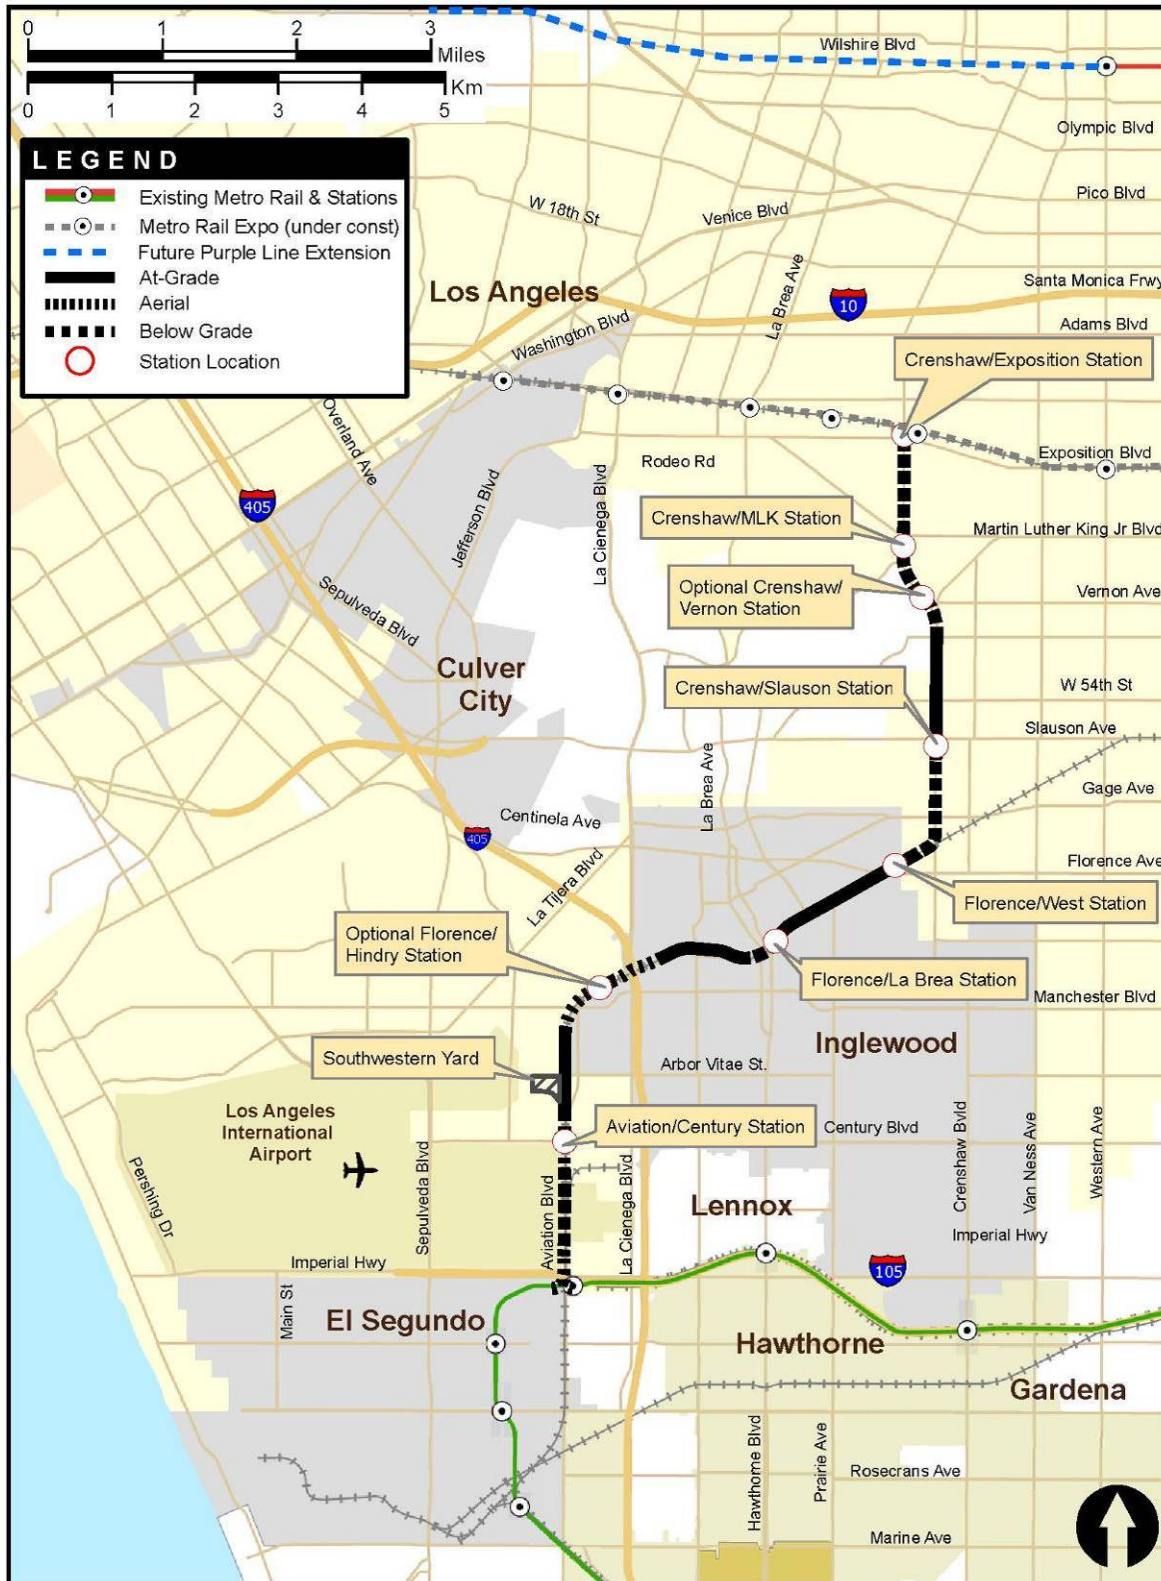 0 1 2 3
Miles
Km
0 1 2 3 4 5
LEGEND
Existing Metro Rail & Stations
Metro Rail Expo (under const)
Future Purple Line Extension
At-Grade
Aerial
Below Grade
Station Location
Wilshire Blvd
Olympic Blvd
Pico Blvd
W 18th St
Venice Blvd
La Brea Ave
Santa Monica Frwy
Los Angeles
10
Washington Blvd
Adams Blvd
Crenshaw/Exposition Station
Overland Ave
Exposition Blvd
Rodeo Rd
405
Jefferson Blvd
La Cienega Blvd
Crenshaw/MLK Station
Martin Luther King Jr Blvd
Optional Crenshaw/
Vernon Station
Vernon Ave
Sepulveda Blvd
Culver
City
Crenshaw/Slauson Station
W 54th St
Slauson Ave
La Brea Ave
Gage Ave
Centinela Ave
405
Florence Ave
La Tijera Blvd
Florence/West Station
Optional Florence/
Hindry Station
Florence/La Brea Station
Manchester Blvd
Inglewood
Southwestern Yard
Arbor Vitae St.
Los Angeles
International
Airport
Aviation/Century Station
Century Blvd
Crenshaw Bvld
Van Ness Ave
Western Ave
Pershing Dr
Sepulveda Blvd
Aviation Blvd
La Cienega Blvd
Lennox
Imperial Hwy
Imperial Hwy
105
Main St
El Segundo
Hawthorne
Gardena
Hawthorne Blvd
Prairie Ave
Rosecrans Ave
Marine Ave